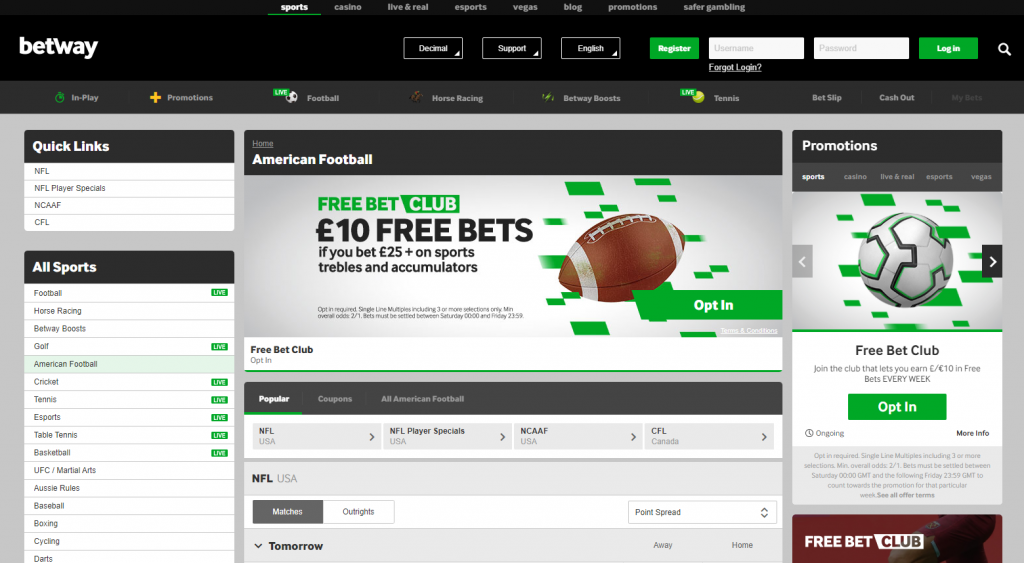 sports casino live & real esports vegas blog promotions safer gambling
betway
Decimal Support English Register Username Password Log in
Forgot Login?
In-Play Promotions LIVE Football Horse Racing Betway Boosts LIVE Tennis Bet Slip Cash Out My Bets
Quick Links
NFL
NFL Player Specials
NCAAF
CFL
All Sports
Football LIVE
Horse Racing
Betway Boosts
Golf LIVE
American Football
Cricket LIVE
Tennis LIVE
Esports LIVE
Table Tennis LIVE
Basketball LIVE
UFC / Martial Arts
Aussie Rules
Baseball
Boxing
Cycling
Darts
Home
American Football
FREE BET CLUB
£10 FREE BETS
if you bet £25 + on sports
trebles and accumulators
Opt in required. Single Line Multiples including 3 or more selections only. Min
overall odds: 2/1. Bets must be settled between Saturday 00:00 and Friday 23:59.
Opt In
Terms & Conditions
Free Bet Club
Opt In
Popular Coupons All American Football
NFL
USA
NFL Player Specials
USA
NCAAF
USA
CFL
Canada
NFL USA
Matches Outrights Point Spread
Tomorrow Away Home
Promotions
sports casino live & real esports vegas
Free Bet Club
Join the club that lets you earn £/€10 in Free
Bets EVERY WEEK
Opt In
Ongoing More Info
Opt in required. Single Line Multiples including 3 or more
selections. Min. overall odds: 2/1. Bets must be settled between
Saturday 00:00 GMT and the following Friday 23:59 GMT to
count towards the promotion for that particular
week.See all offer terms
FREE BET CLUB